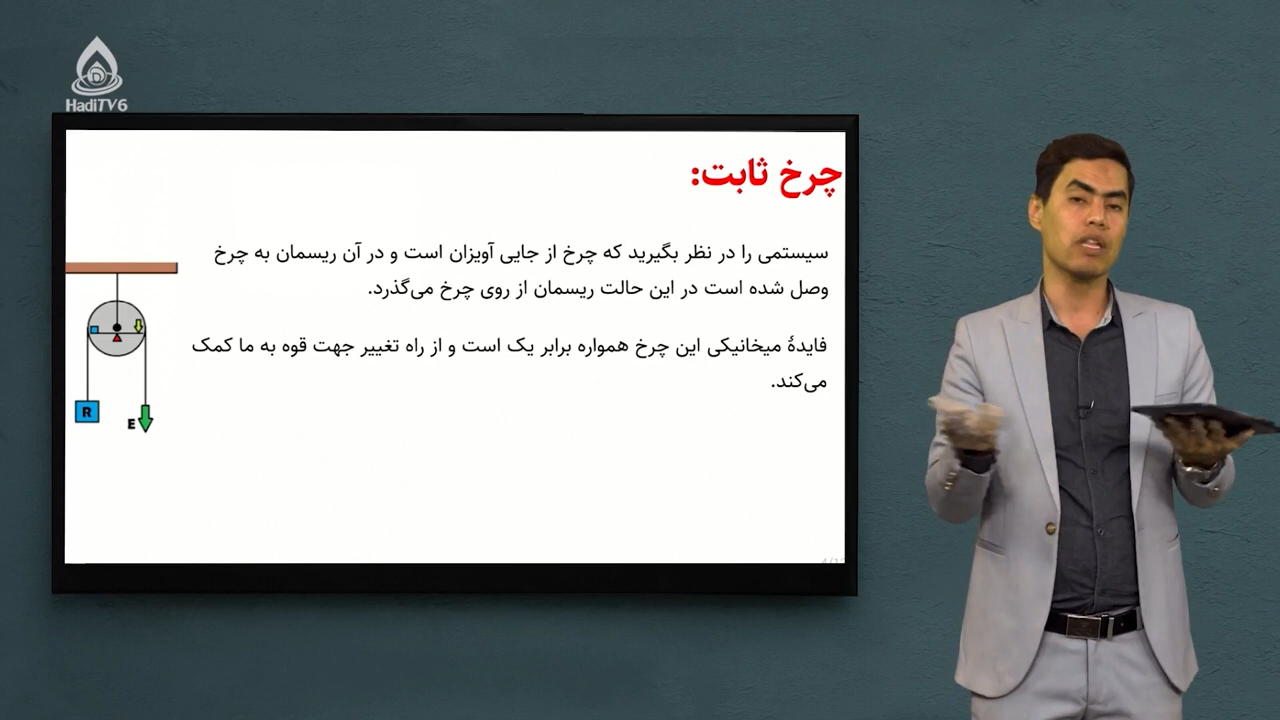 HadiTV6
چرخ ثابت:
سیستمی را در نظر بگیرید که چرخ از جایی آویزان است و در آن ریسمان به چرخ
وصل شده است در این حالت ریسمان از روی چرخ می‌گذرد.
فایدهٔ میخانیکی این چرخ همواره برابر یک است و از راه تغییر جهت قوه به ما کمک
می‌کند.
R
E